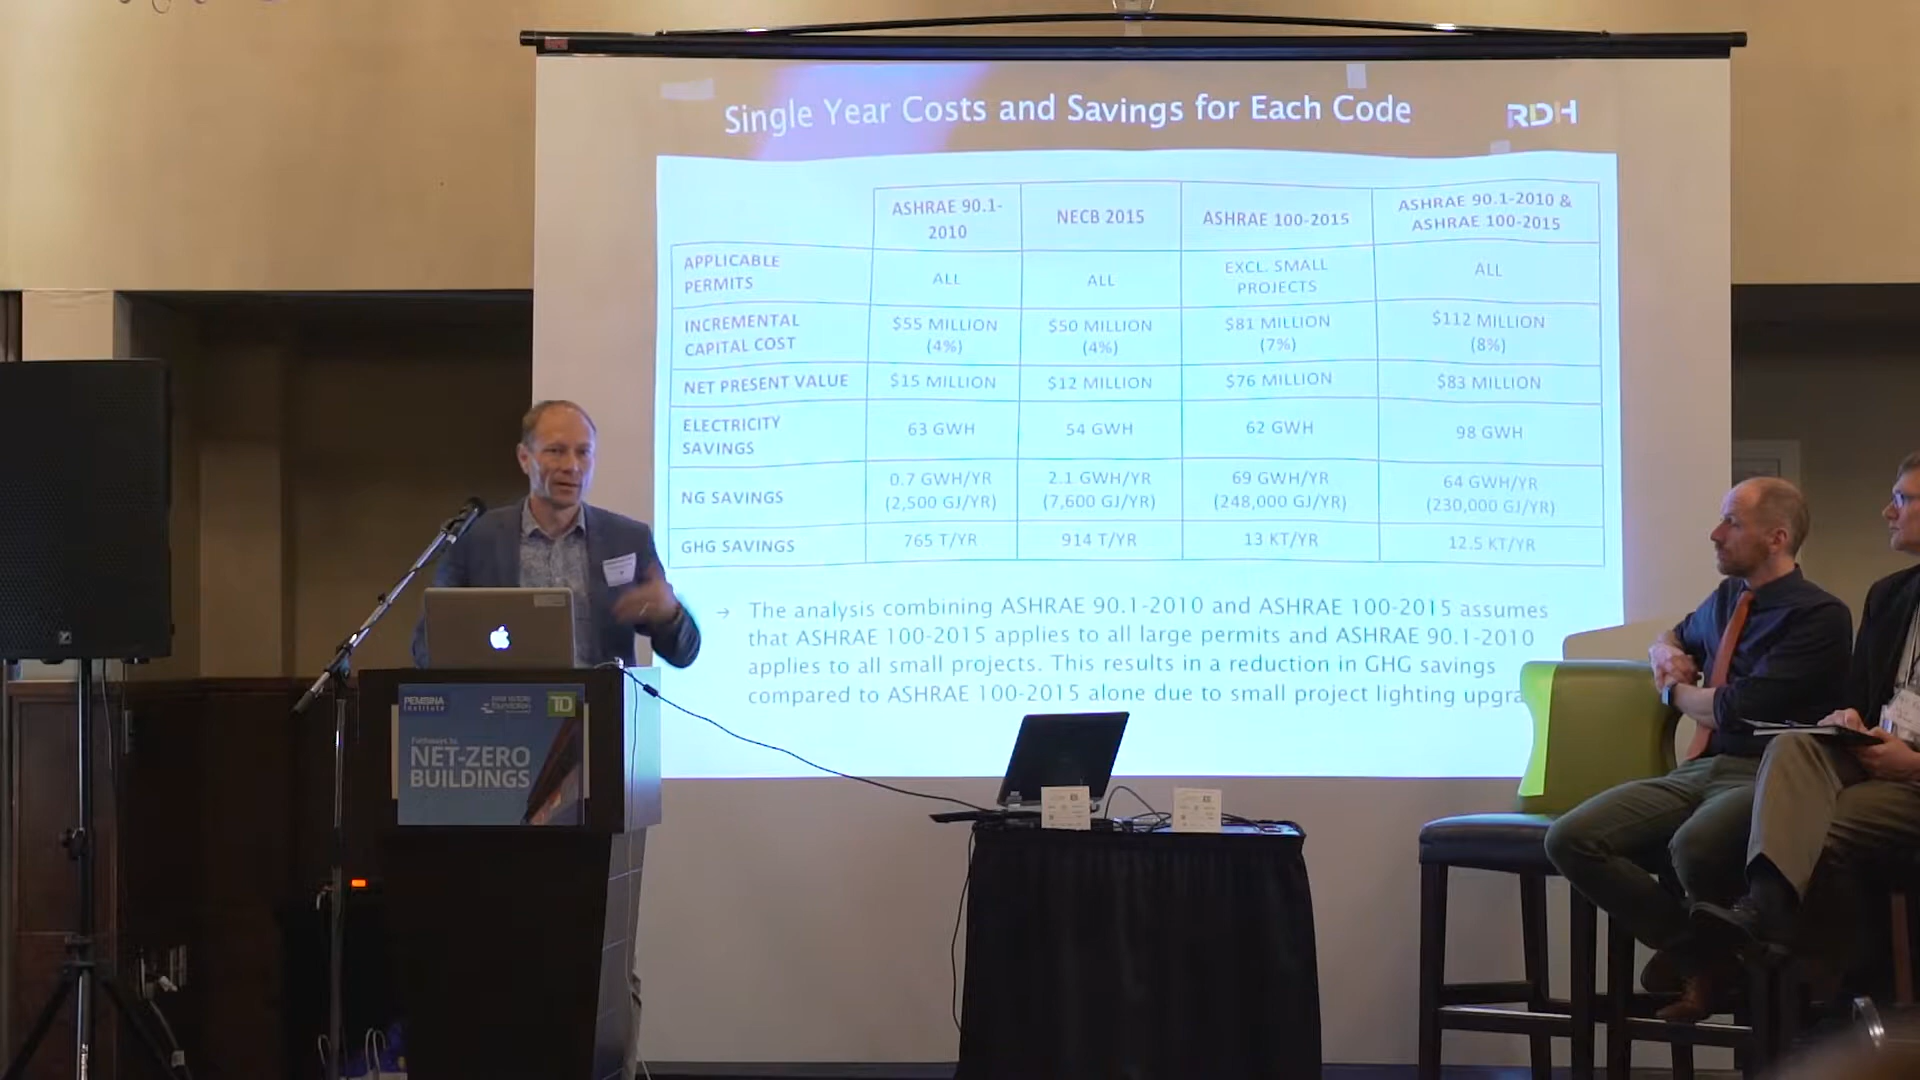 Single Year Costs and Savings for Each Code
RDH
ASHRAE 90.1-
2010
NECB 2015
ASHRAE 100-2015
ASHRAE 90.1-2010 &
ASHRAE 100-2015
APPLICABLE
PERMITS
ALL
ALL
EXCL. SMALL
PROJECTS
ALL
INCREMENTAL
CAPITAL COST
$55 MILLION
(4%)
$50 MILLION
(4%)
$81 MILLION
(7%)
$112 MILLION
(8%)
NET PRESENT VALUE
$15 MILLION
$12 MILLION
$76 MILLION
$83 MILLION
ELECTRICITY
SAVINGS
63 GWH
54 GWH
62 GWH
98 GWH
NG SAVINGS
0.7 GWH/YR
(2,500 GJ/YR)
2.1 GWH/YR
(7,600 GJ/YR)
69 GWH/YR
(248,000 GJ/YR)
64 GWH/YR
(230,000 GJ/YR)
GHG SAVINGS
765 T/YR
914 T/YR
13 KT/YR
12.5 KT/YR
→ The analysis combining ASHRAE 90.1-2010 and ASHRAE 100-2015 assumes
that ASHRAE 100-2015 applies to all large permits and ASHRAE 90.1-2010
applies to all small projects. This results in a reduction in GHG savings
compared to ASHRAE 100-2015 alone due to small project lighting upgra
PEMBINA
institute
foundation
TD
Pathways to
NET-ZERO
BUILDINGS